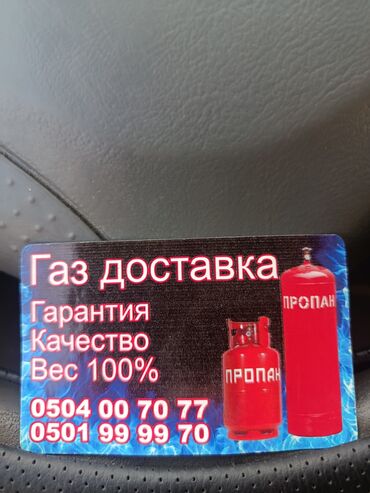 Газ доставка
Гарантия
Качество
Вес 100%
0504 00 70 77
0501 99 99 70
ПРОПАН
ПРОПАН